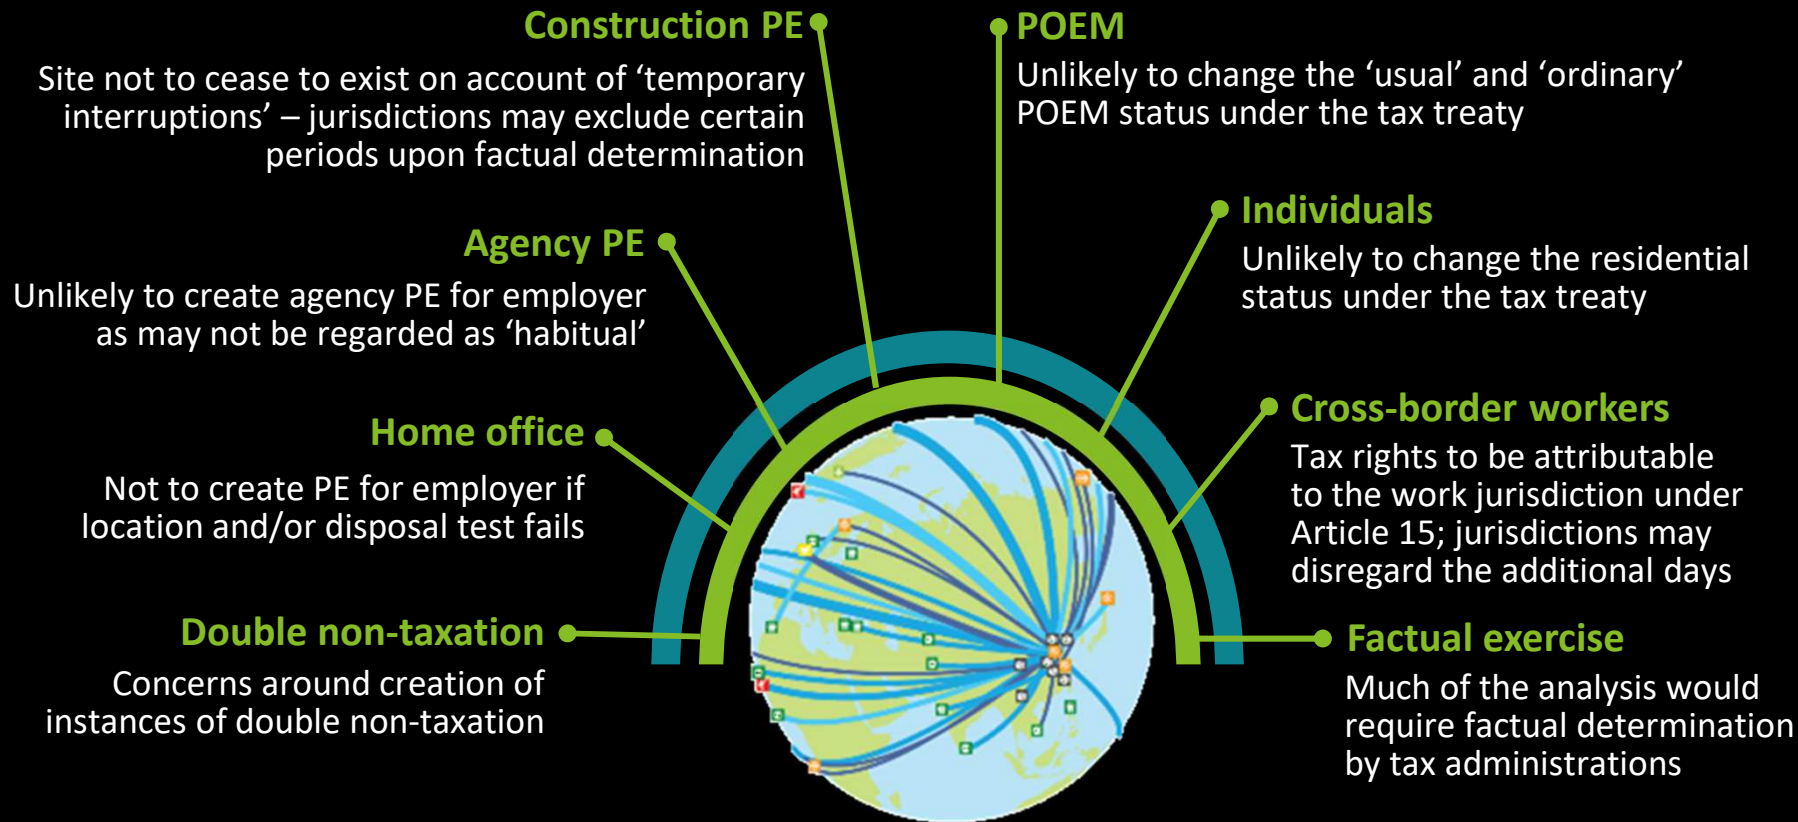 Construction PE
Site not to cease to exist on account of ‘temporary
interruptions’ – jurisdictions may exclude certain
periods upon factual determination
Agency PE
Unlikely to create agency PE for employer
as may not be regarded as ‘habitual’
Home office
Not to create PE for employer if
location and/or disposal test fails
Double non-taxation
Concerns around creation of
instances of double non-taxation
POEM
Unlikely to change the ‘usual’ and ‘ordinary’
POEM status under the tax treaty
Individuals
Unlikely to change the residential
status under the tax treaty
Cross-border workers
Tax rights to be attributable
to the work jurisdiction under
Article 15; jurisdictions may
disregard the additional days
Factual exercise
Much of the analysis would
require factual determination
by tax administrations